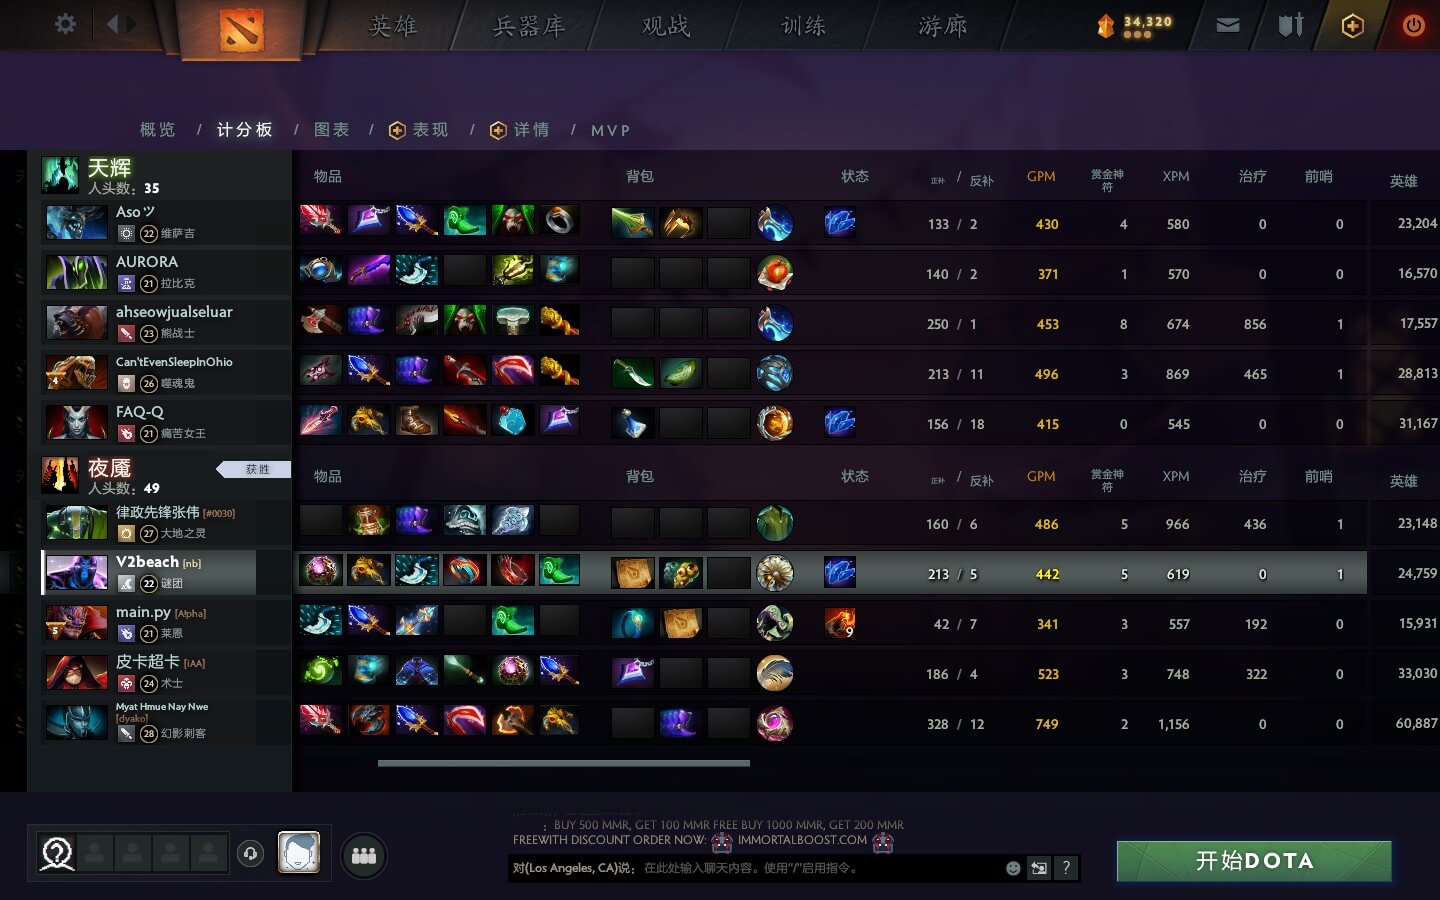 英雄 兵器库 观战 训练 游廊 34,320
概览 / 计分板 / 图表 / 表现 / 详情 / MVP
天辉
人头数: 35
物品 背包 状态 正补 / 反补 GPM 赏金神符 XPM 治疗 前哨 英雄
Asoツ
22 维萨吉
133 / 2 430 4 580 0 0 23,204
AURORA
21 拉比克
140 / 2 371 1 570 0 0 16,570
ahseowjualseluar
23 熊战士
250 / 1 453 8 674 856 1 17,557
Can'tEvenSleepInOhio
4 26 噬魂鬼
213 / 11 496 3 869 465 1 28,813
FAQ-Q
21 痛苦女王
156 / 18 415 0 545 0 0 31,167
夜魇 获胜
人头数: 49
物品 背包 状态 正补 / 反补 GPM 赏金神符 XPM 治疗 前哨 英雄
律政先锋张伟 [#0030]
27 大地之灵
160 / 6 486 5 966 436 1 23,148
V2beach [nb]
22 谜团
213 / 5 442 5 619 0 1 24,759
main.py [A!pha]
5 21 莱恩
9 42 / 7 341 3 557 192 0 15,931
皮卡超卡 [iAA]
24 术士
186 / 4 523 3 748 322 0 33,030
Myat Hmue Nay Nwe
[dyako]
28 幻影刺客
328 / 12 749 2 1,156 0 0 60,887
: BUY 500 MMR, GET 100 MMR FREE BUY 1000 MMR, GET 200 MMR
FREEWITH DISCOUNT ORDER NOW: IMMORTALBOOST.COM
对(Los Angeles, CA)说: 在此处输入聊天内容。使用"/"启用指令。 ?
开始DOTA